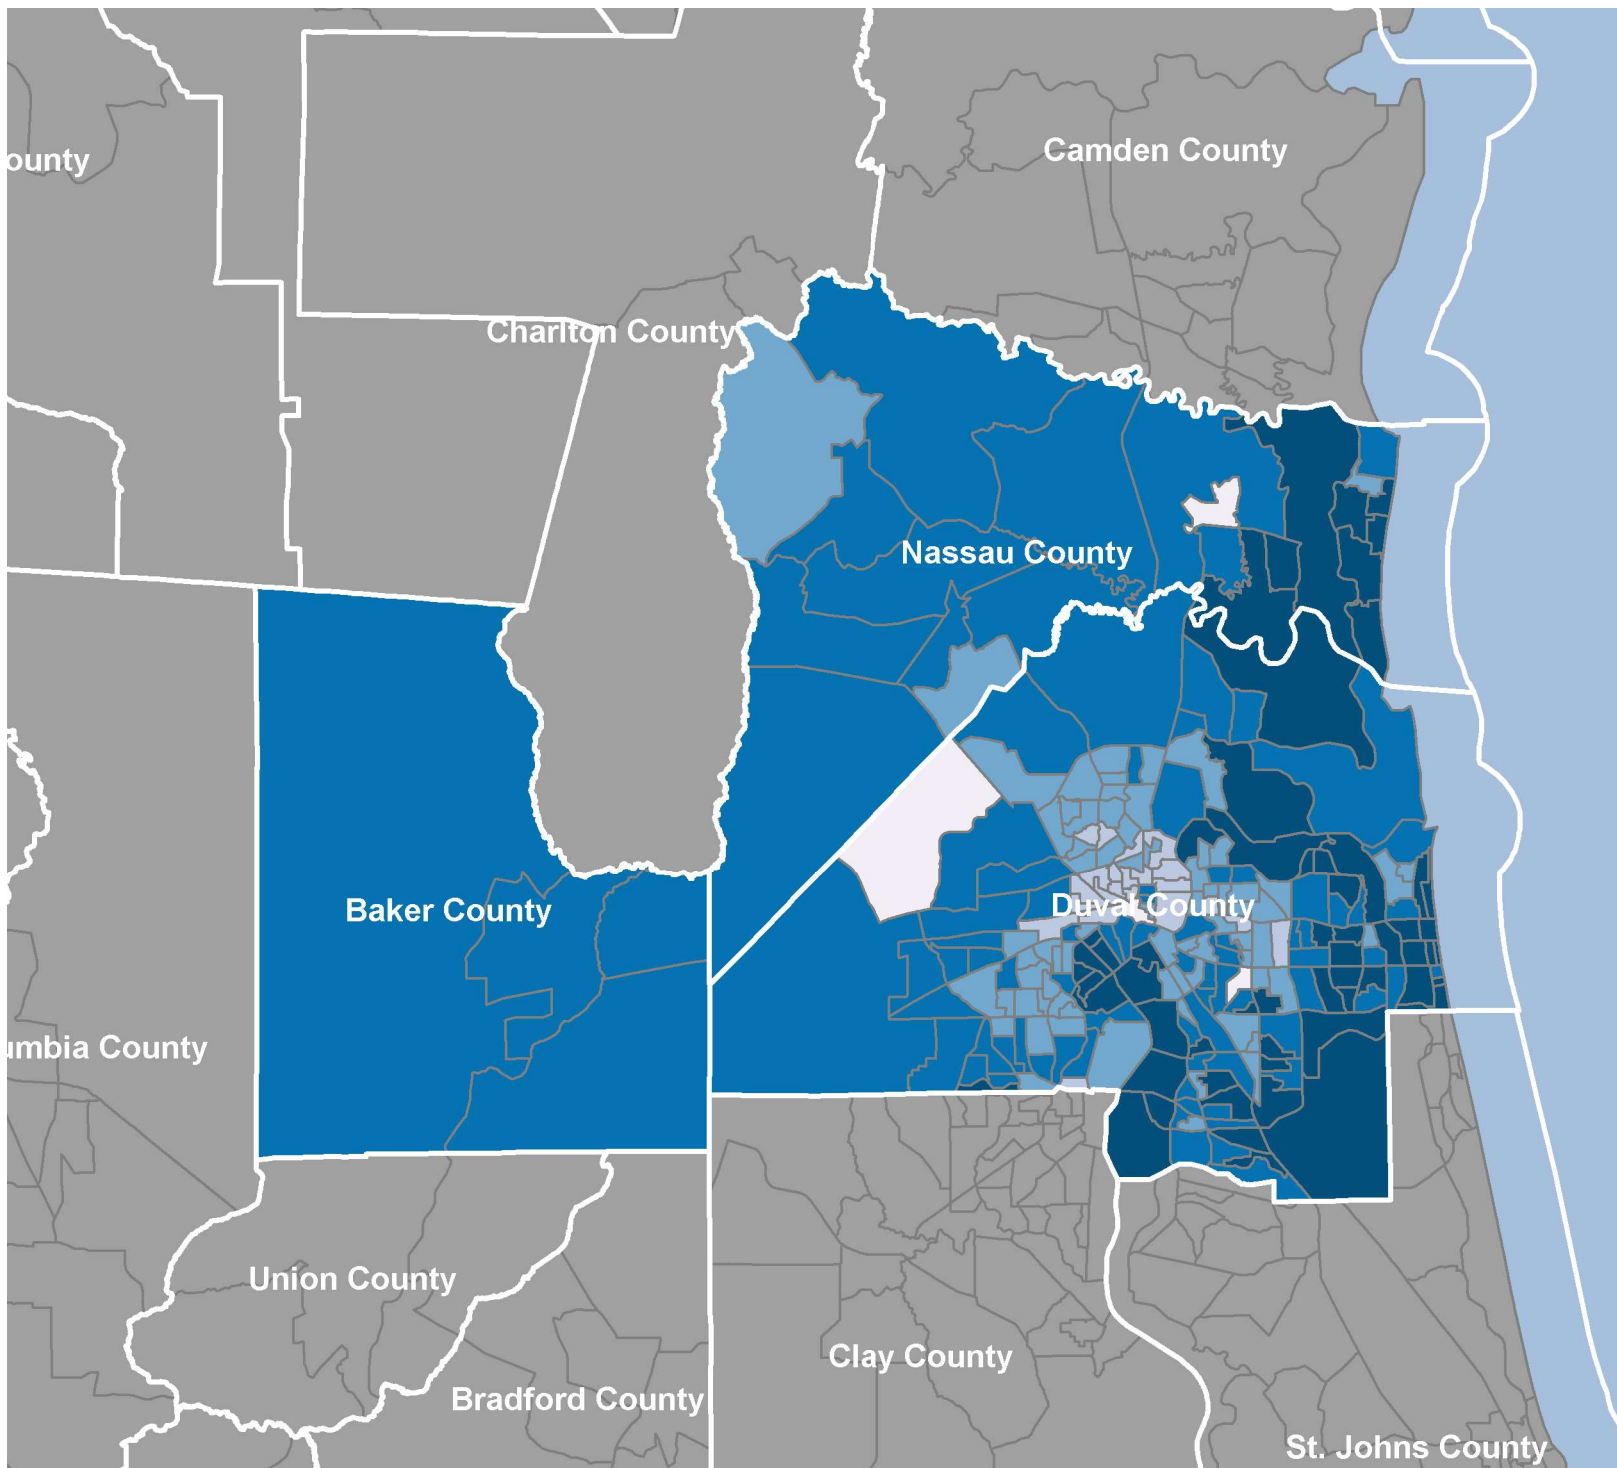 ounty
Camden County
Charlton County
Nassau County
Baker County
Duval County
umbia County
Union County
Clay County
Bradford County
St. Johns County